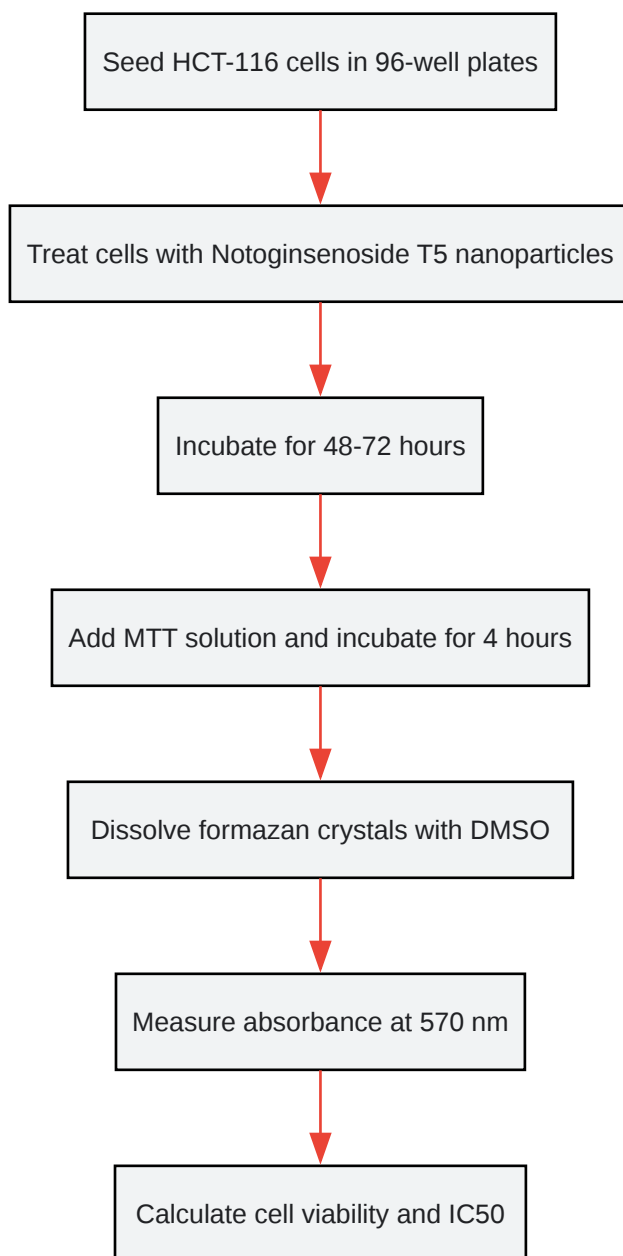 Seed HCT-116 cells in 96-well plates
Treat cells with Notoginsenoside T5 nanoparticles
Incubate for 48-72 hours
Add MTT solution and incubate for 4 hours
Dissolve formazan crystals with DMSO
Measure absorbance at 570 nm
Calculate cell viability and IC50